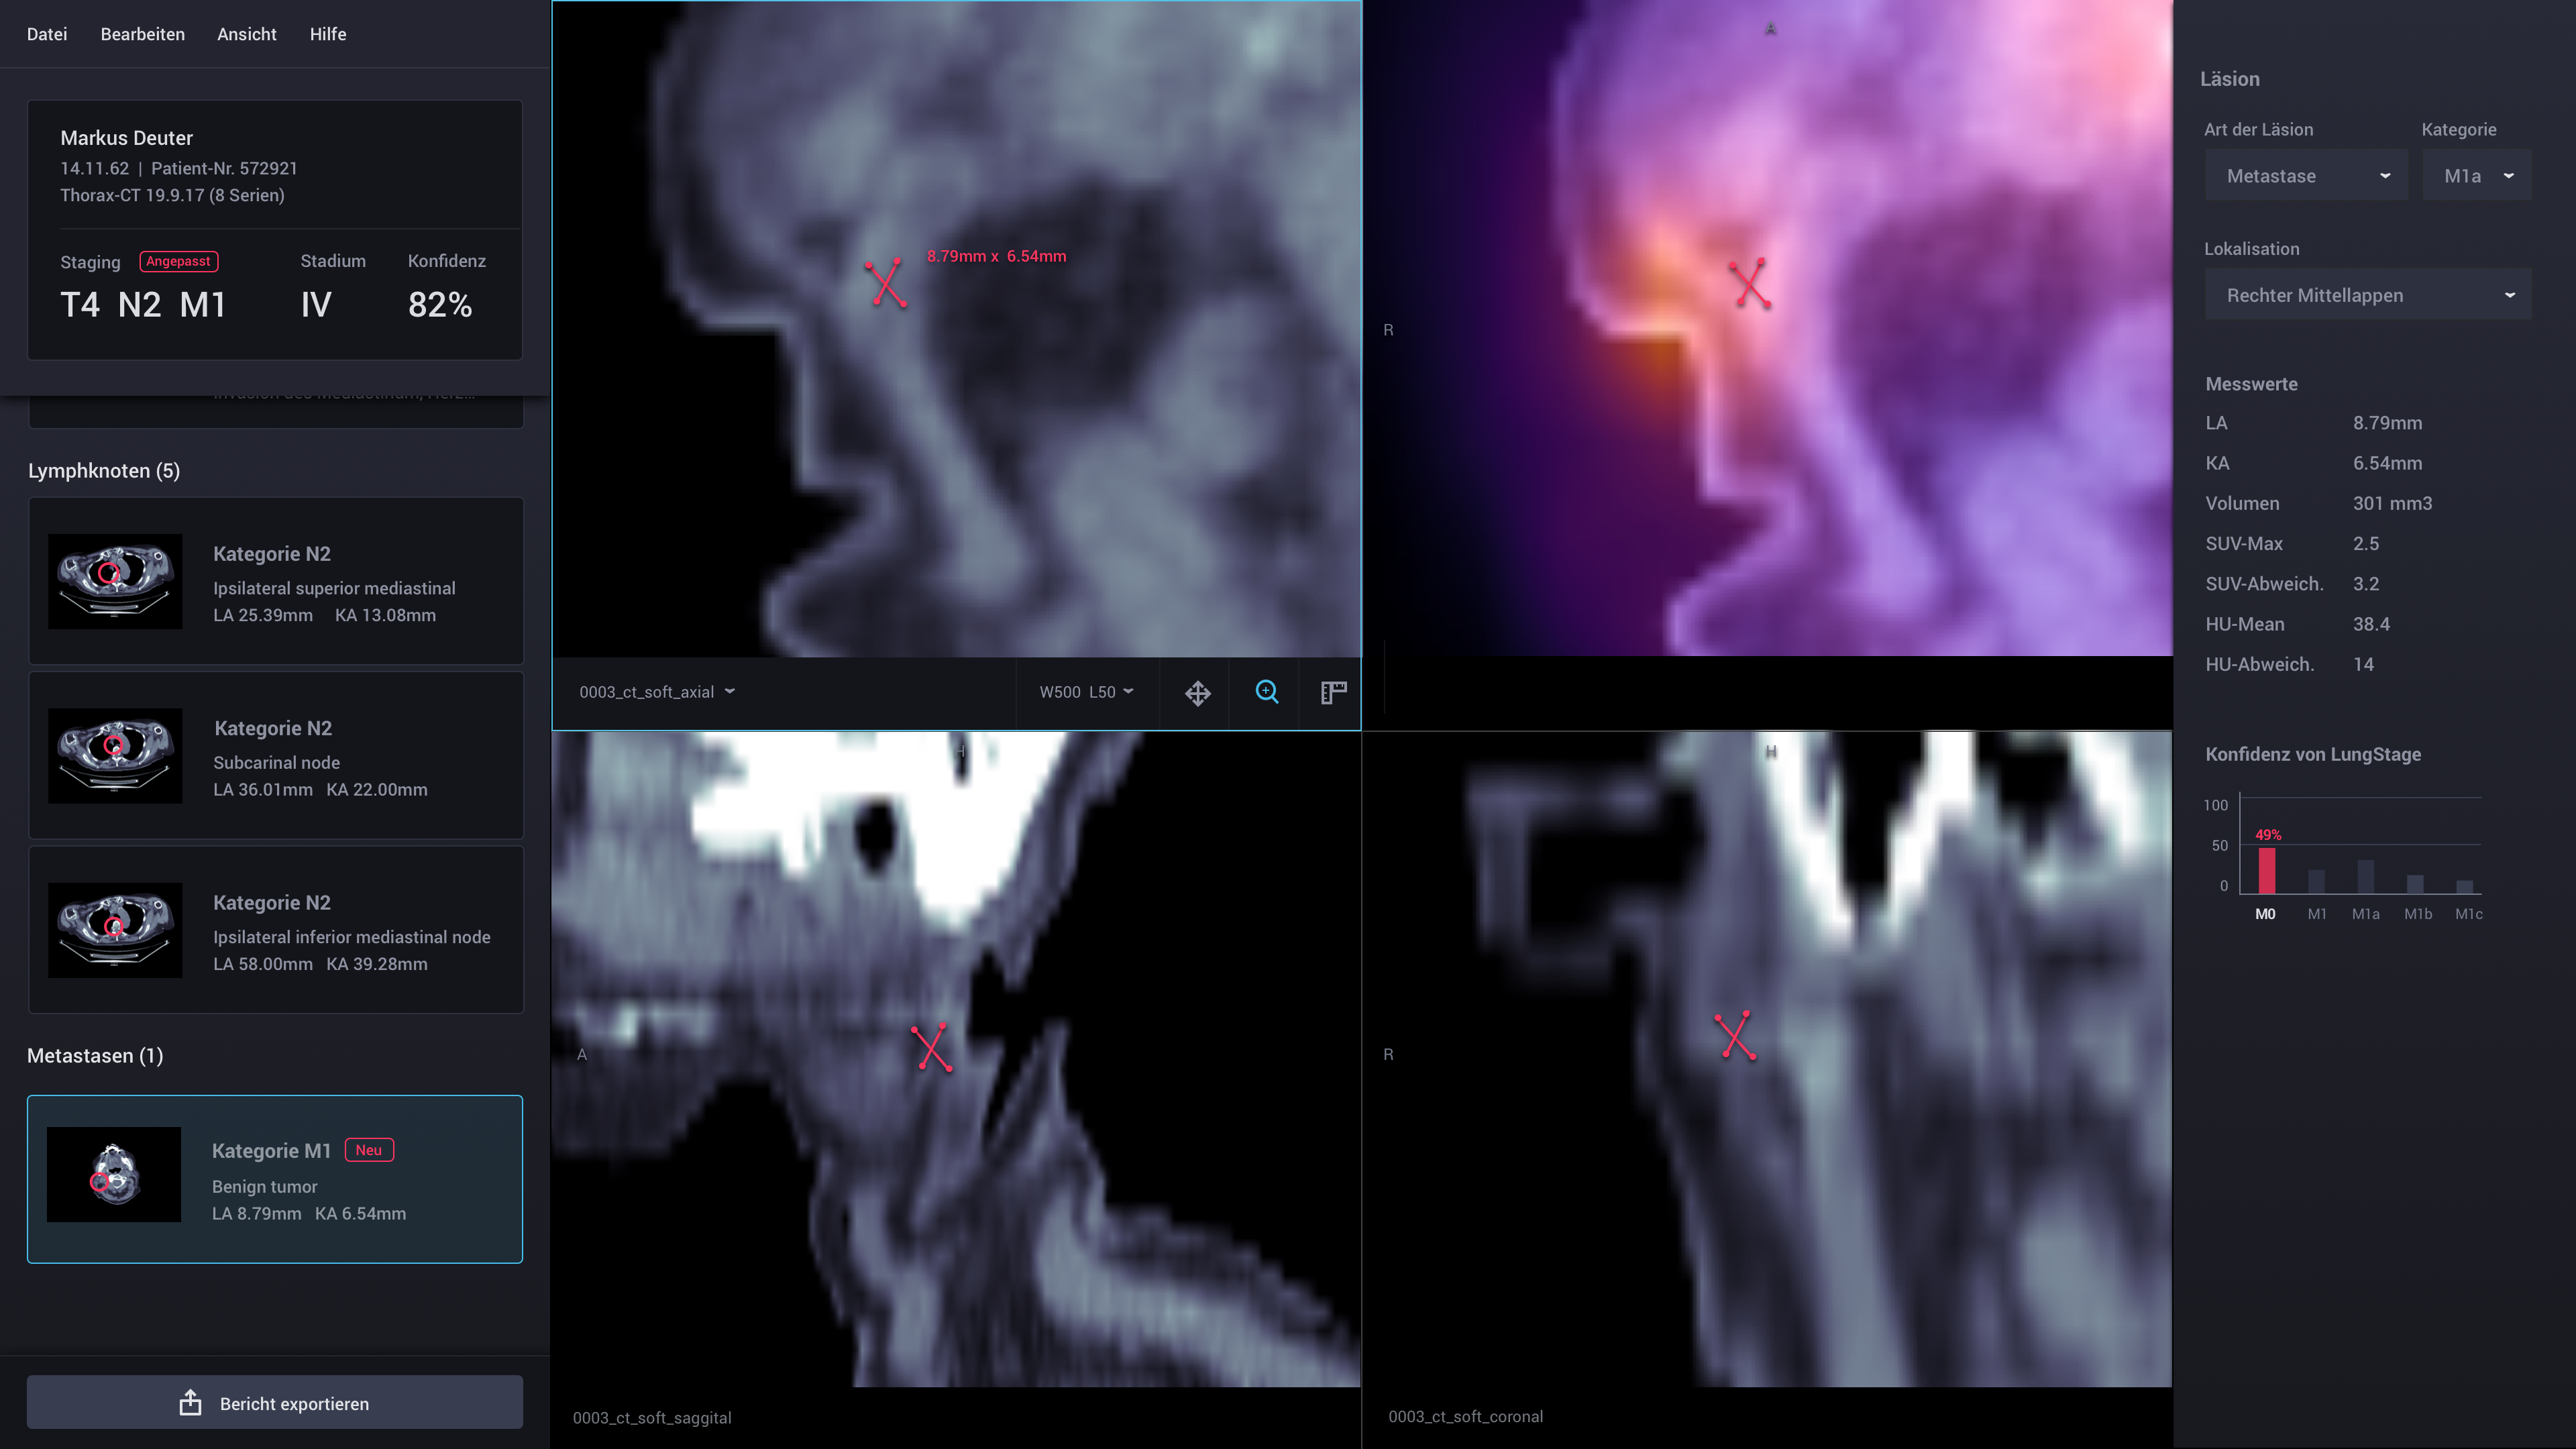 Datei Bearbeiten Ansicht Hilfe
Markus Deuter
14.11.62 | Patient-Nr. 572921
Thorax-CT 19.9.17 (8 Serien)
Staging Angepasst Stadium Konfidenz
T4 N2 M1 IV 82%
Invasion des Mediastinum, Herz...
Lymphknoten (5)
Kategorie N2
Ipsilateral superior mediastinal
LA 25.39mm KA 13.08mm
Kategorie N2
Subcarinal node
LA 36.01mm KA 22.00mm
Kategorie N2
Ipsilateral inferior mediastinal node
LA 58.00mm KA 39.28mm
Metastasen (1)
Kategorie M1 Neu
Benign tumor
LA 8.79mm KA 6.54mm
Bericht exportieren
8.79mm x 6.54mm
0003_ct_soft_axial W500 L50
A
R
H
A
0003_ct_soft_saggital
H
R
0003_ct_soft_coronal
Läsion
Art der Läsion Kategorie
Metastase M1a
Lokalisation
Rechter Mittellappen
Messwerte
LA 8.79mm
KA 6.54mm
Volumen 301 mm3
SUV-Max 2.5
SUV-Abweich. 3.2
HU-Mean 38.4
HU-Abweich. 14
Konfidenz von LungStage
100
49%
50
0
M0 M1 M1a M1b M1c